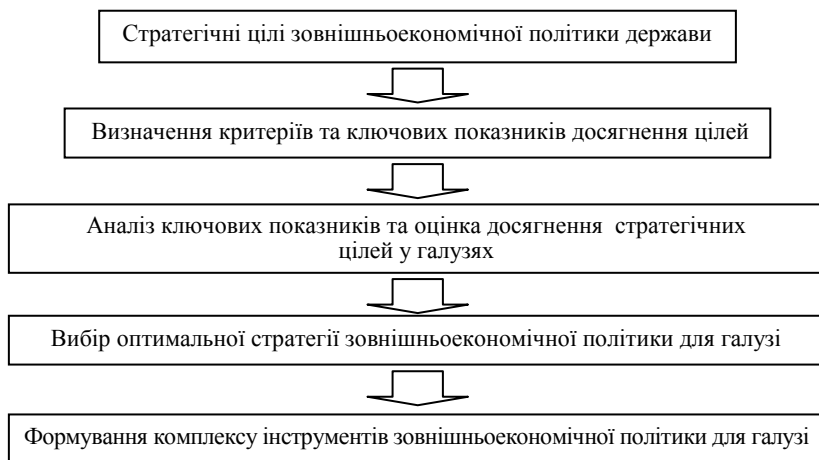 Стратегічні цілі зовнішньоекономічної політики держави
Визначення критеріїв та ключових показників досягнення цілей
Аналіз ключових показників та оцінка досягнення стратегічних
цілей у галузях
Вибір оптимальної стратегії зовнішньоекономічної політики для галузі
Формування комплексу інструментів зовнішньоекономічної політики для галузі